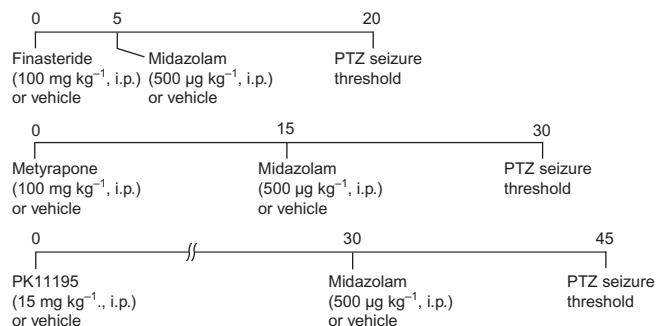 0 5 20
Finasteride Midazolam PTZ seizure
(100 mg kg⁻¹, i.p.) (500 µg kg⁻¹, i.p.) threshold
or vehicle or vehicle
0 15 30
Metyrapone Midazolam PTZ seizure
(100 mg kg⁻¹, i.p.) (500 µg kg⁻¹, i.p.) threshold
or vehicle or vehicle
0 30 45
PK11195 Midazolam PTZ seizure
(15 mg kg⁻¹., i.p.) (500 µg kg⁻¹, i.p.) threshold
or vehicle or vehicle